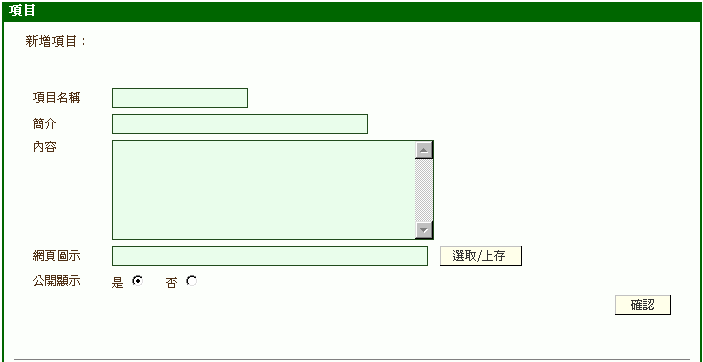 項目
新增項目：
項目名稱
簡介
內容
網頁圖示 選取/上存
公開顯示 是 否
確認